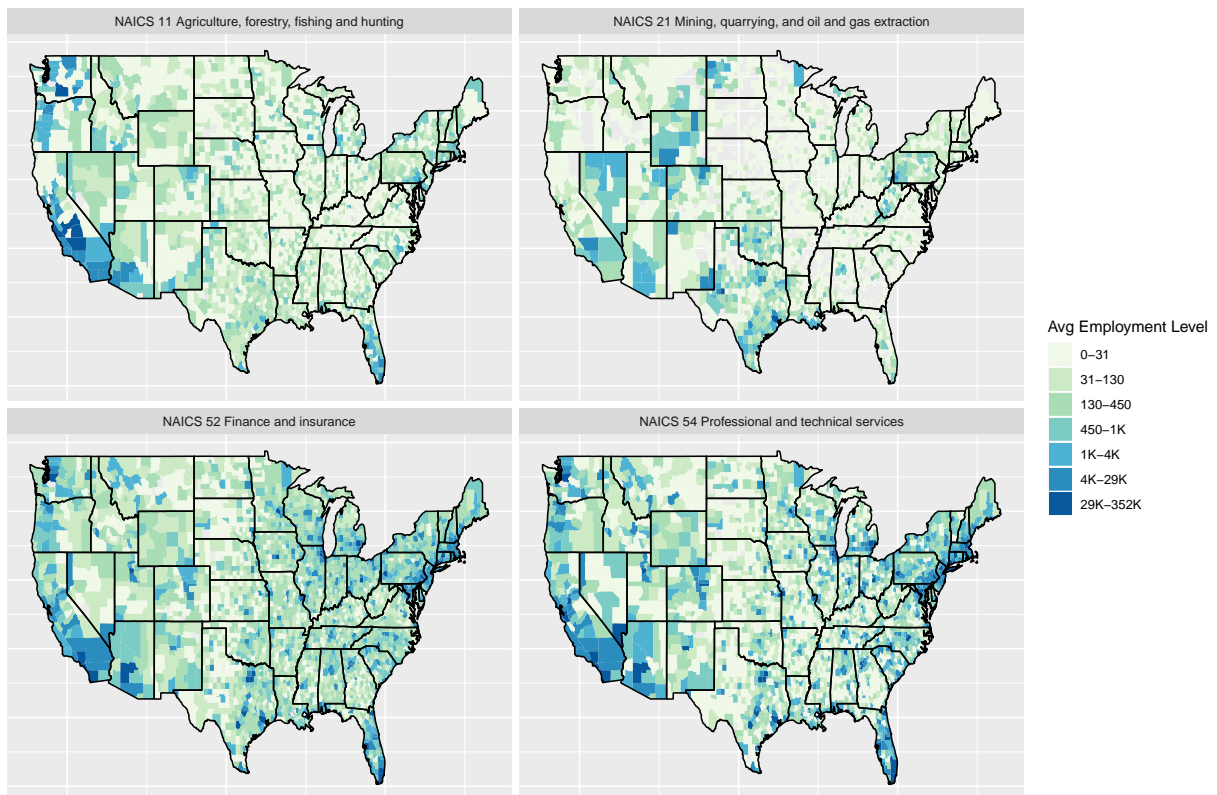 NAICS 11 Agriculture, forestry, fishing and hunting
NAICS 21 Mining, quarrying, and oil and gas extraction
NAICS 52 Finance and insurance
NAICS 54 Professional and technical services
Avg Employment Level
0–31
31–130
130–450
450–1K
1K–4K
4K–29K
29K–352K